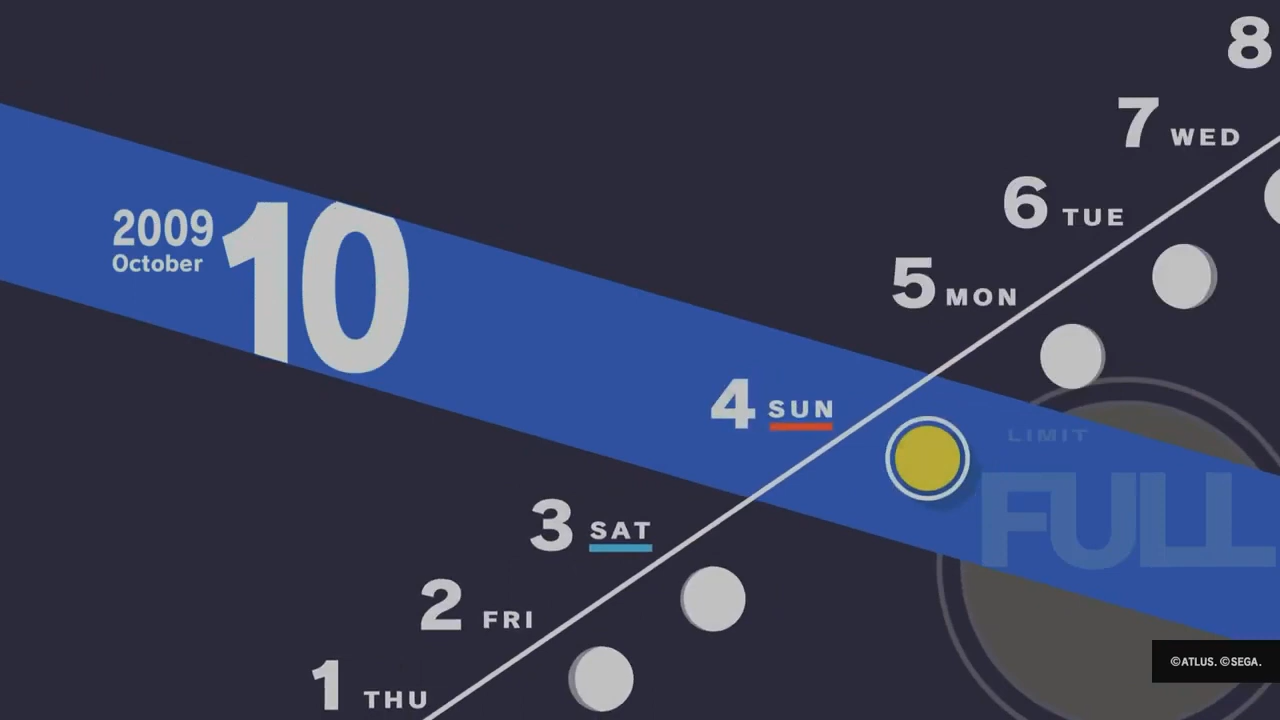 8
7 WED
6 TUE
2009
October
10
5 MON
4 SUN
LIMIT
FULL
3 SAT
2 FRI
1 THU
©ATLUS. ©SEGA.